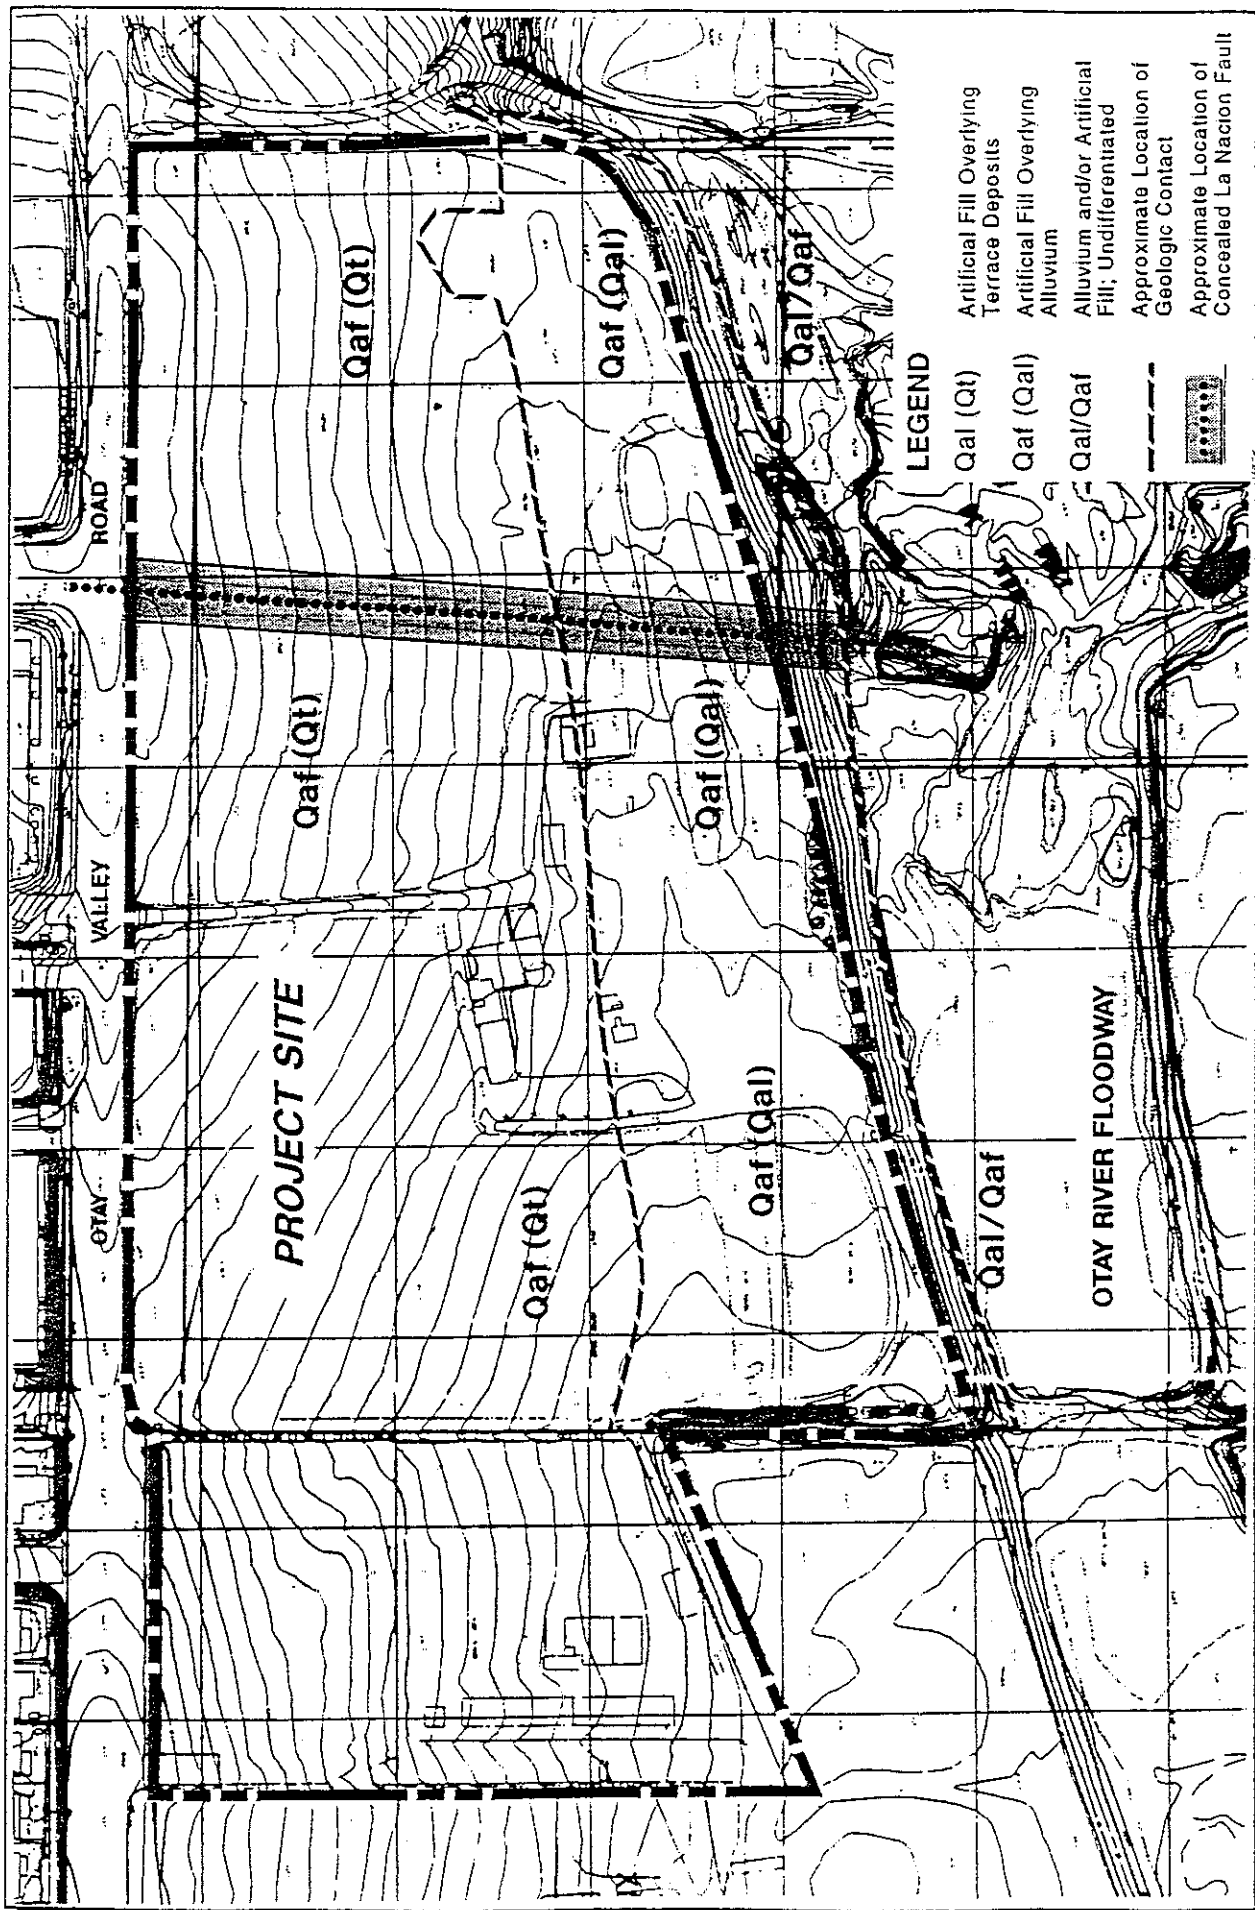 OTAY VALLEY ROAD
PROJECT SITE
Qaf (Qt)
Qaf (Qt)
Qaf (Qt)
Qaf (Qal)
Qaf (Qal)
Qaf (Qal)
Qal/Qaf
Qal/Qaf
OTAY RIVER FLOODWAY
LEGEND
Qal (Qt) Artificial Fill Overlying
Terrace Deposits
Qaf (Qal) Artificial Fill Overlying
Alluvium
Qal/Qaf Alluvium and/or Artificial
Fill; Undifferentiated
Approximate Location of
Geologic Contact
Approximate Location of
Concealed La Nacion Fault